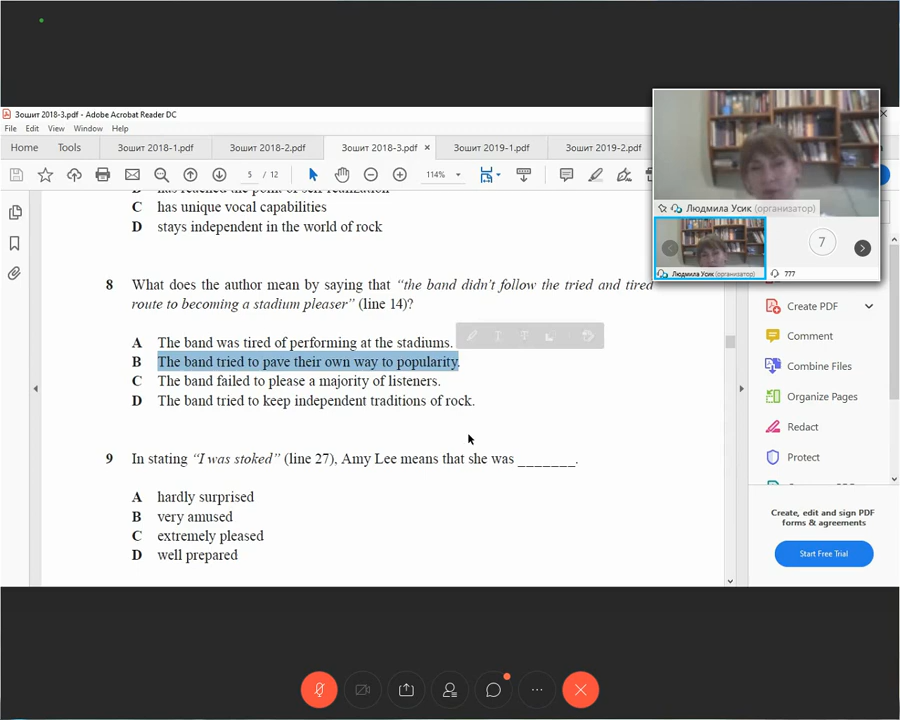 Зошит 2018-3.pdf - Adobe Acrobat Reader DC
File Edit View Window Help
Home Tools Зошит 2018-1.pdf Зошит 2018-2.pdf Зошит 2018-3.pdf × Зошит 2019-1.pdf Зошит 2019-2.pdf
5 / 12 114%
C has unique vocal capabilities
D stays independent in the world of rock
8 What does the author mean by saying that “the band didn’t follow the tried and tired
route to becoming a stadium pleaser” (line 14)?
A The band was tired of performing at the stadiums.
B The band tried to pave their own way to popularity.
C The band failed to please a majority of listeners.
D The band tried to keep independent traditions of rock.
9 In stating “I was stoked” (line 27), Amy Lee means that she was _______.
A hardly surprised
B very amused
C extremely pleased
D well prepared
Людмила Усик (организатор)
Людмила Усик (организатор)
7
777
Create PDF
Comment
Combine Files
Organize Pages
Redact
Protect
Create, edit and sign PDF
forms & agreements
Start Free Trial